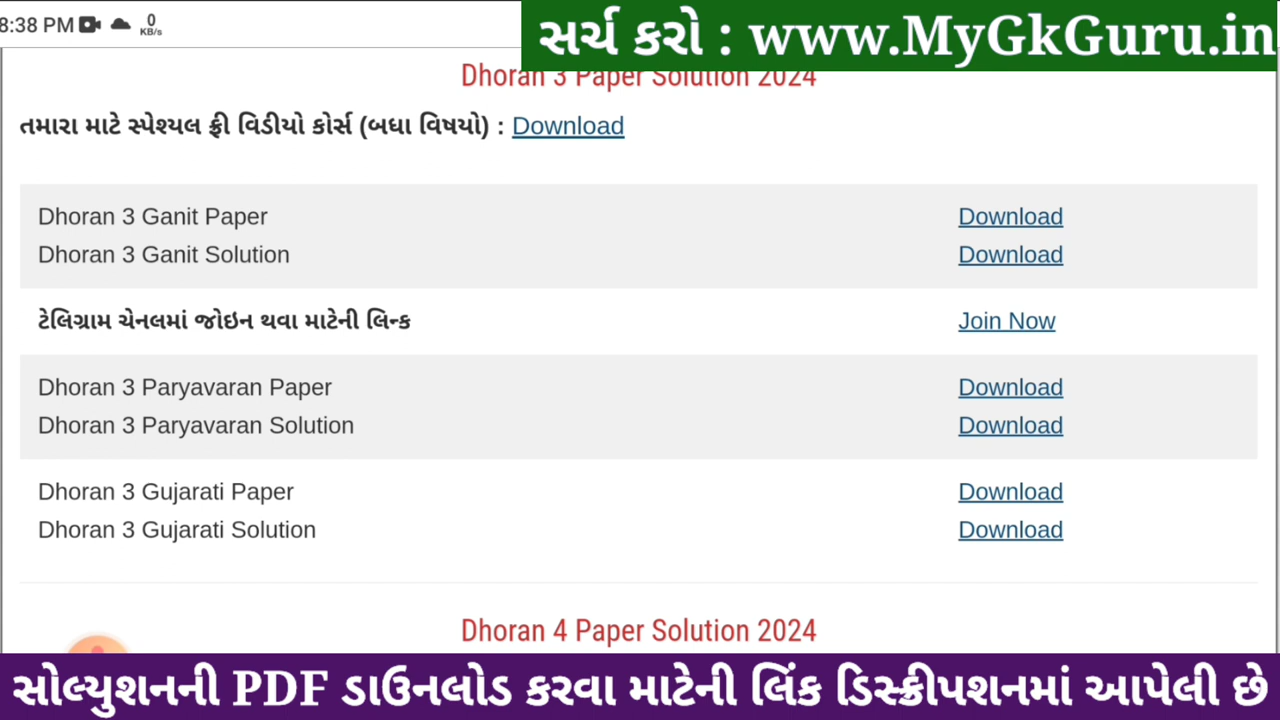 8:38 PM 0 KB/s
સર્ચ કરો : www.MyGkGuru.in
Dhoran 3 Paper Solution 2024
તમારા માટે સ્પેશ્યલ ફ્રી વિડીયો કોર્સ (બધા વિષયો) : Download
Dhoran 3 Ganit Paper Download
Dhoran 3 Ganit Solution Download
ટેલિગ્રામ ચેનલમાં જોઇન થવા માટેની લિન્ક Join Now
Dhoran 3 Paryavaran Paper Download
Dhoran 3 Paryavaran Solution Download
Dhoran 3 Gujarati Paper Download
Dhoran 3 Gujarati Solution Download
Dhoran 4 Paper Solution 2024
સોલ્યુશનની PDF ડાઉનલોડ કરવા માટેની લિંક ડિસ્ક્રીપશનમાં આપેલી છે